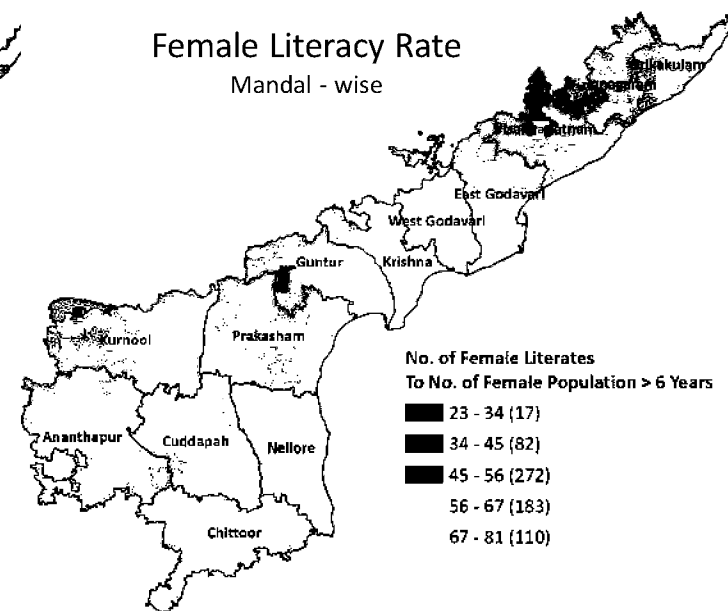 Female Literacy Rate
Mandal - wise
Srikakulam
East Godavari
West Godavari
Guntur
Krishna
Kurnool
Prakasham
Ananthapur
Cuddapah
Nellore
Chittoor
No. of Female Literates
To No. of Female Population > 6 Years
23 - 34 (17)
34 - 45 (82)
45 - 56 (272)
56 - 67 (183)
67 - 81 (110)